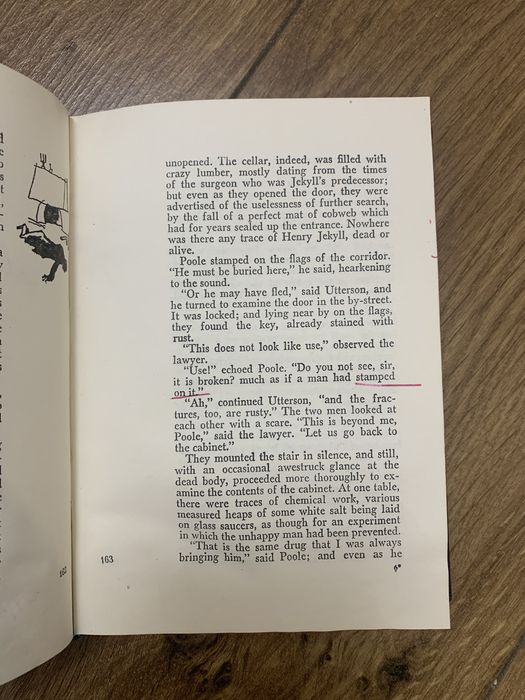 unopened. The cellar, indeed, was filled with
crazy lumber, mostly dating from the times
of the surgeon who was Jekyll's predecessor;
but even as they opened the door, they were
advertised of the uselessness of further search,
by the fall of a perfect mat of cobweb which
had for years sealed up the entrance. Nowhere
was there any trace of Henry Jekyll, dead or
alive.
Poole stamped on the flags of the corridor.
"He must be buried here," he said, hearkening
to the sound.
"Or he may have fled," said Utterson, and
he turned to examine the door in the by-street.
It was locked; and lying near by on the flags,
they found the key, already stained with
rust.
"This does not look like use," observed the
lawyer.
"Use!" echoed Poole. "Do you not see, sir,
it is broken? much as if a man had stamped
on it."
"Ah," continued Utterson, "and the frac-
tures, too, are rusty." The two men looked at
each other with a scare. "This is beyond me,
Poole," said the lawyer. "Let us go back to
the cabinet."
They mounted the stair in silence, and still,
with an occasional awestruck glance at the
dead body, proceeded more thoroughly to ex-
amine the contents of the cabinet. At one table,
there were traces of chemical work, various
measured heaps of some white salt being laid
on glass saucers, as though for an experiment
in which the unhappy man had been prevented.
"That is the same drug that I was always
bringing him," said Poole; and even as he
163
6*
162